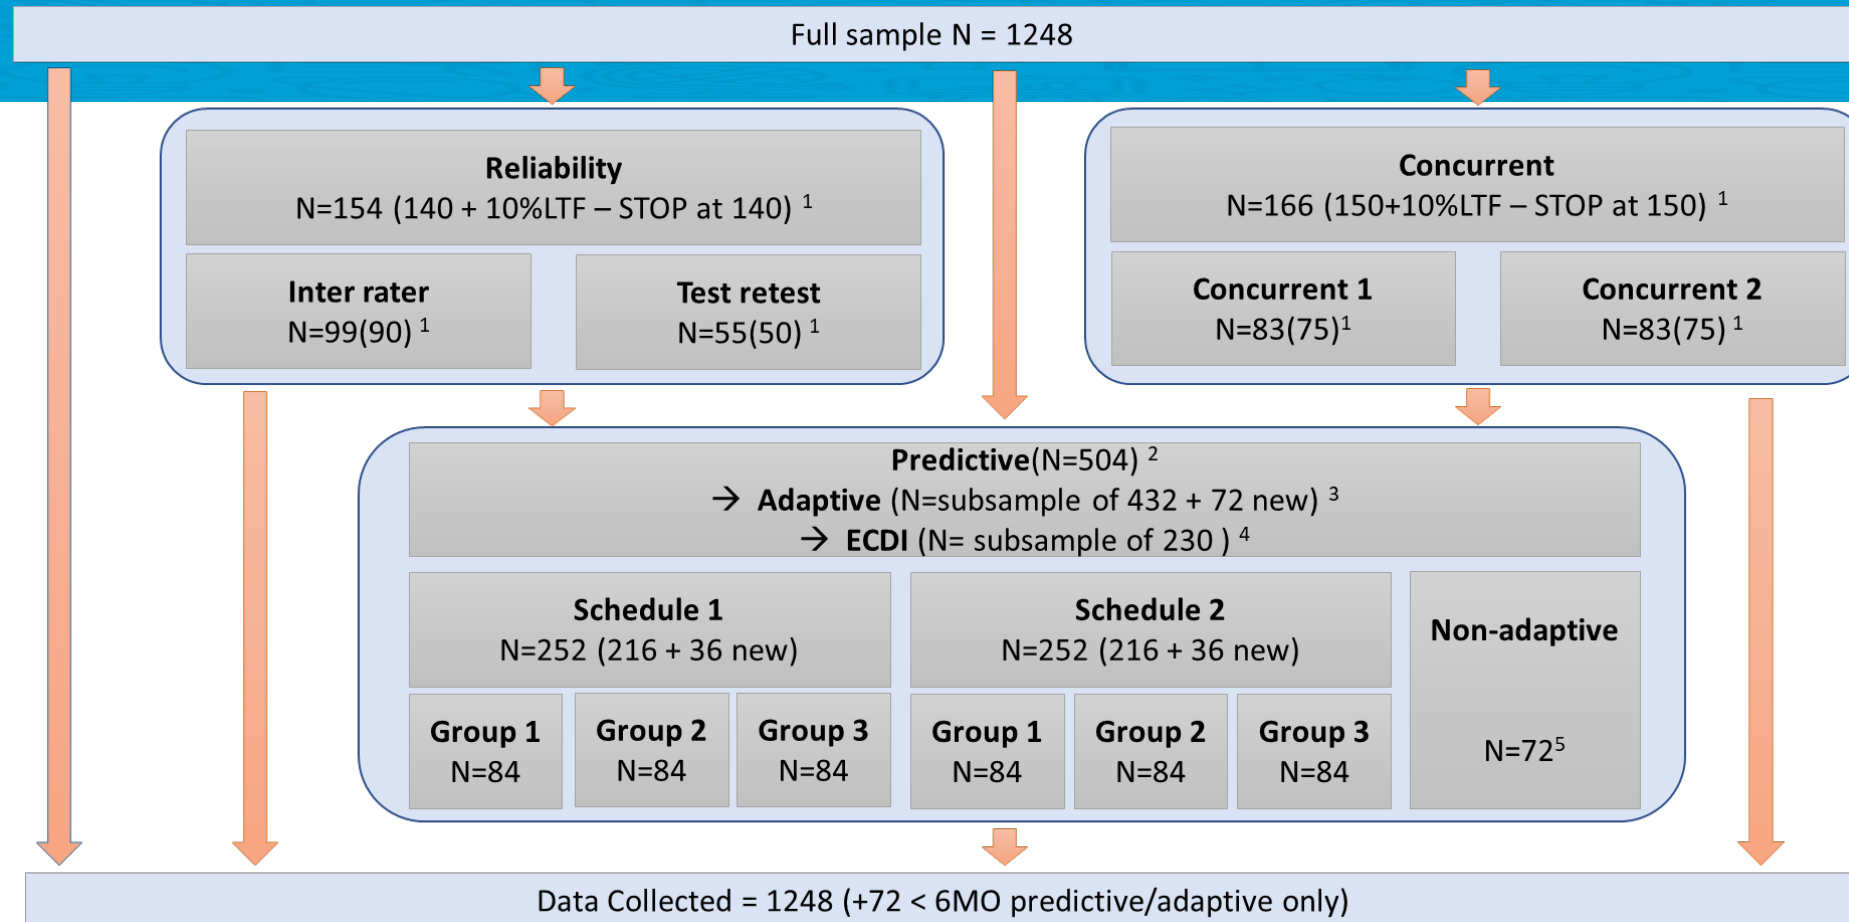 Full sample N = 1248
Reliability
N=154 (140 + 10%LTF – STOP at 140) 1
Inter rater
N=99(90) 1
Test retest
N=55(50) 1
Concurrent
N=166 (150+10%LTF – STOP at 150) 1
Concurrent 1
N=83(75)1
Concurrent 2
N=83(75) 1
Predictive(N=504) 2
→ Adaptive (N=subsample of 432 + 72 new) 3
→ ECDI (N= subsample of 230 ) 4
Schedule 1
N=252 (216 + 36 new)
Schedule 2
N=252 (216 + 36 new)
Non-adaptive
N=725
Group 1
N=84
Group 2
N=84
Group 3
N=84
Group 1
N=84
Group 2
N=84
Group 3
N=84
Data Collected = 1248 (+72 < 6MO predictive/adaptive only)